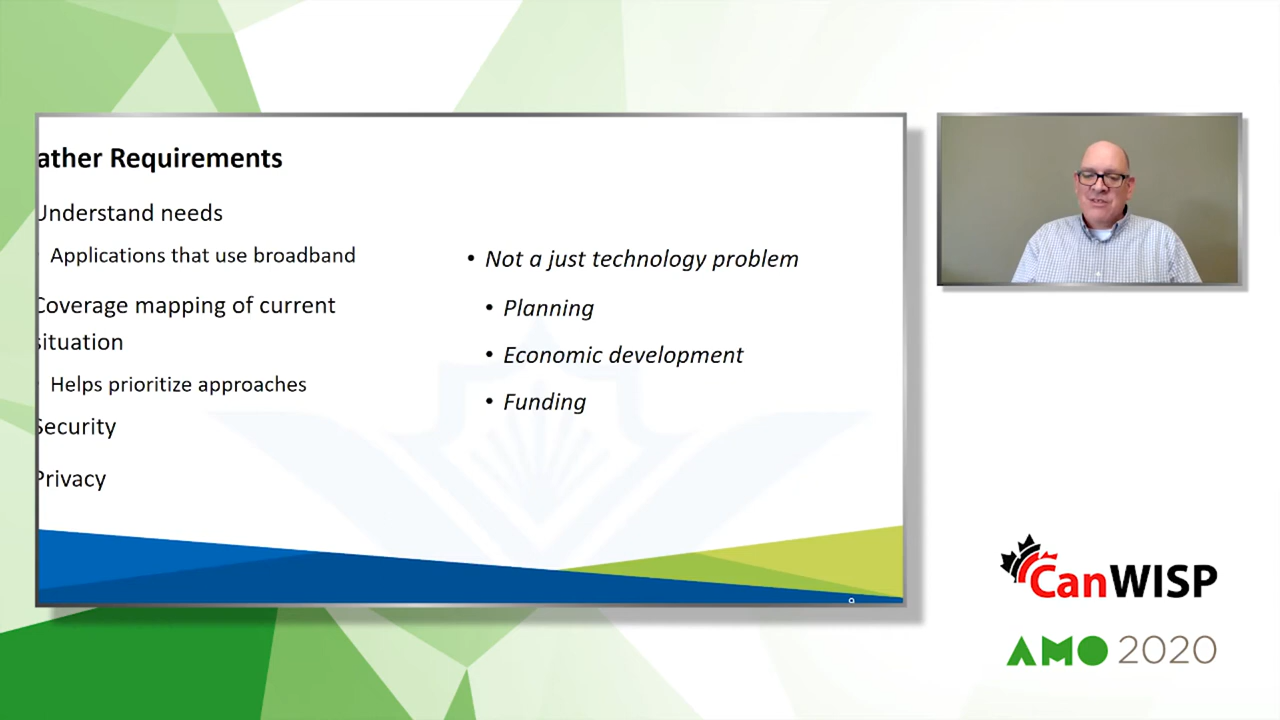 ather Requirements
Understand needs
Applications that use broadband
Coverage mapping of current
situation
Helps prioritize approaches
Security
Privacy
• Not a just technology problem
• Planning
• Economic development
• Funding
9
CanWISP
AMO 2020